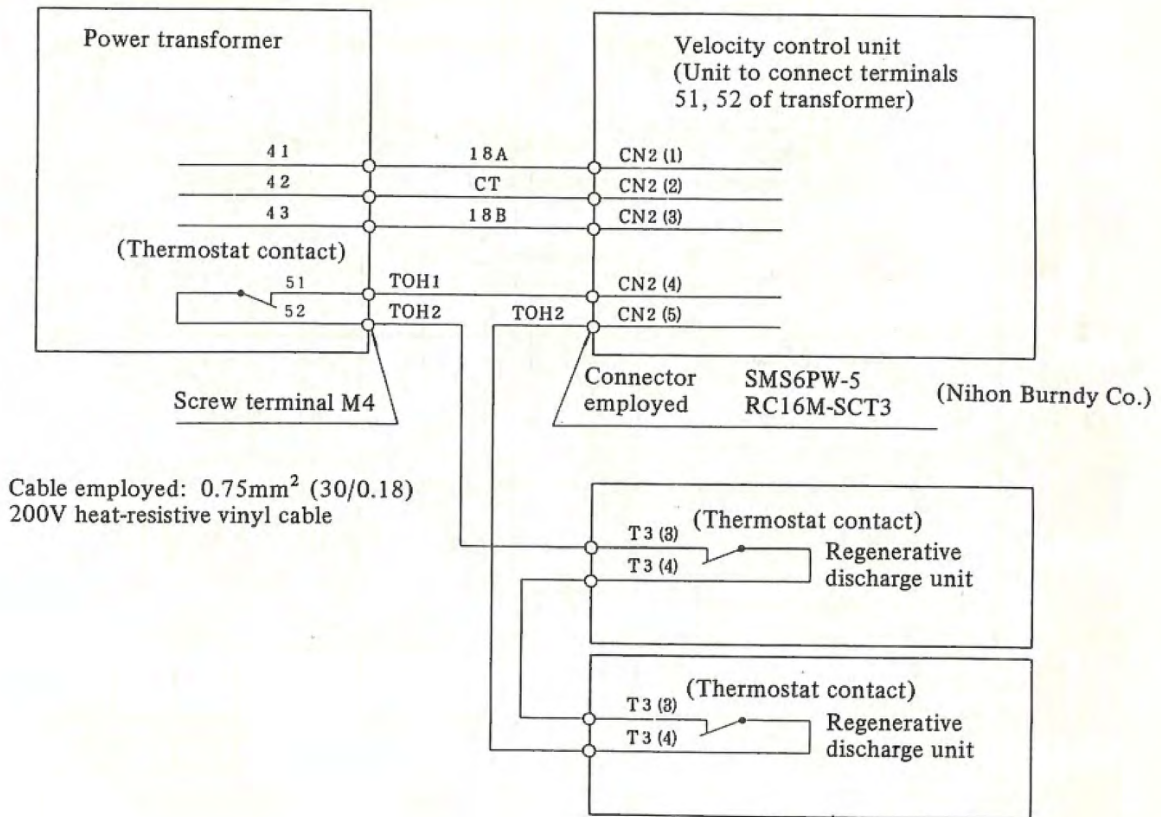 Power transformer
Velocity control unit
(Unit to connect terminals
51, 52 of transformer)
41 18A CN2 (1)
42 CT CN2 (2)
43 18B CN2 (3)
(Thermostat contact)
51 TOH1 CN2 (4)
52 TOH2 TOH2 CN2 (5)
Screw terminal M4
Connector employed SMS6PW-5
RC16M-SCT3
(Nihon Burndy Co.)
Cable employed: 0.75mm² (30/0.18)
200V heat-resistive vinyl cable
(Thermostat contact)
T3 (3)
T3 (4)
Regenerative
discharge unit
(Thermostat contact)
T3 (3)
T3 (4)
Regenerative
discharge unit